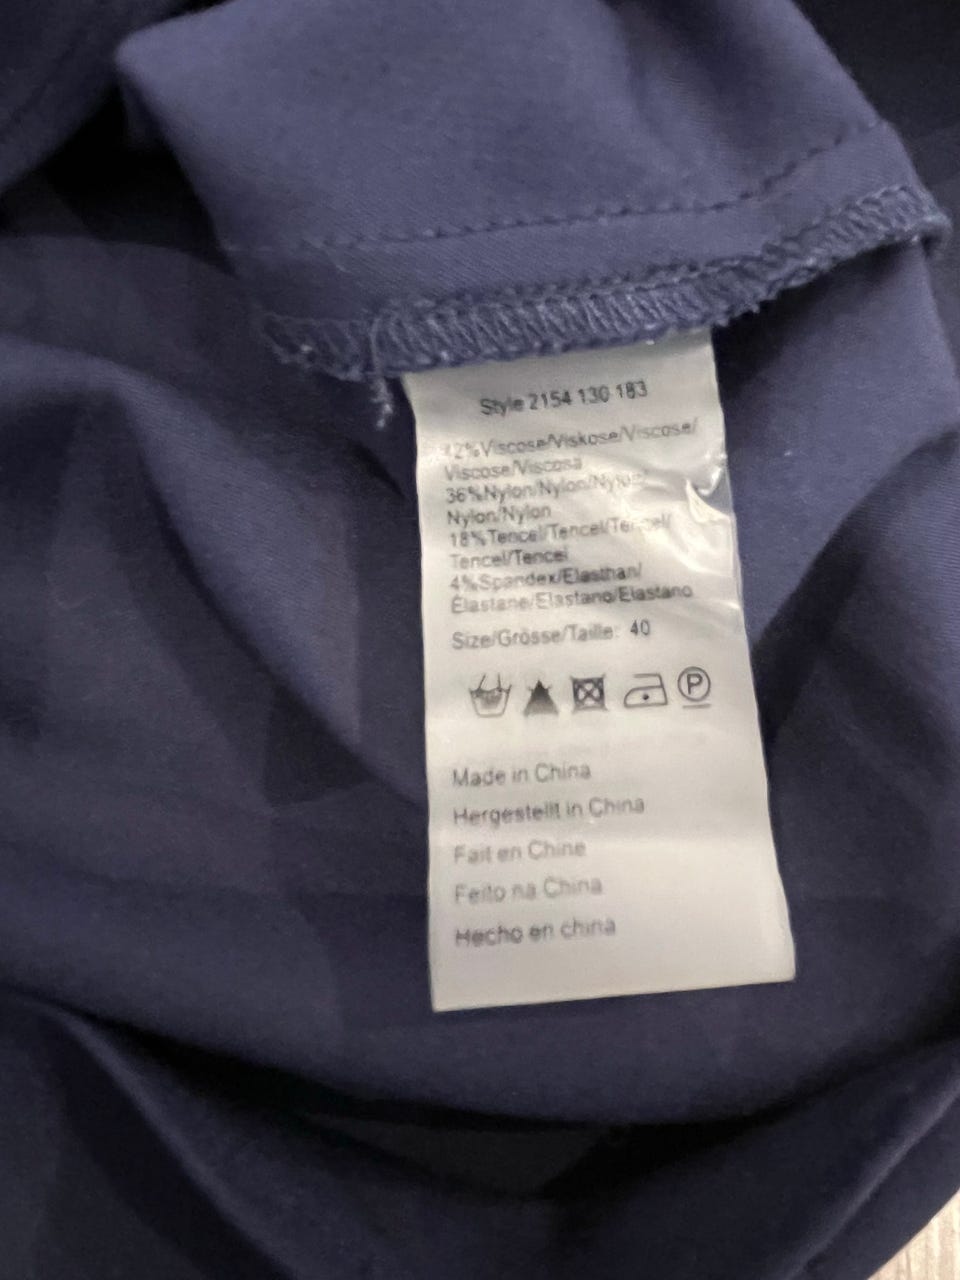 Style 2154 130 183
42%Viscose/Viskose/Viscose/
Viscose/Viscosa
36%Nylon/Nylon/Nylon/
Nylon/Nylon
18%Tencel/Tencel/Tencel/
Tencel/Tencel
4%Spandex/Elasthan/
Élastane/Elastano/Elastano
Size/Grösse/Taille: 40
P
Made in China
Hergestellt in China
Fait en Chine
Feito na China
Hecho en china